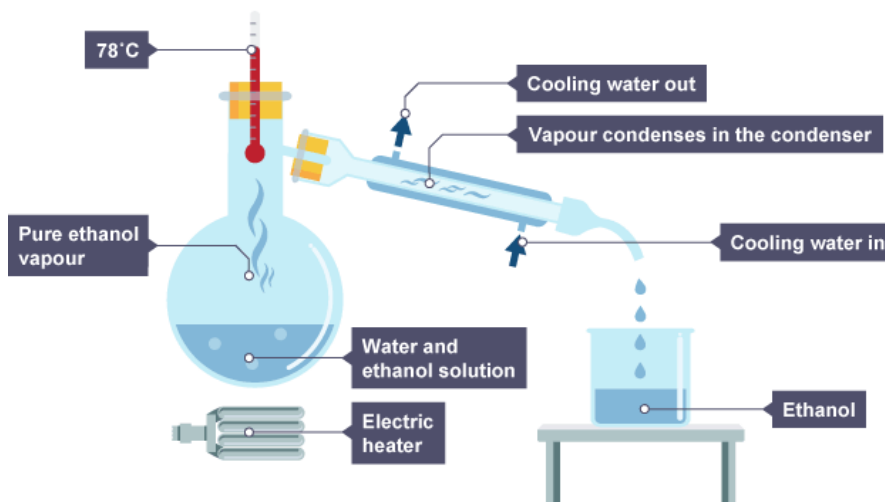 78°C
Cooling water out
Vapour condenses in the condenser
Pure ethanol
vapour
Cooling water in
Water and
ethanol solution
Electric
heater
Ethanol